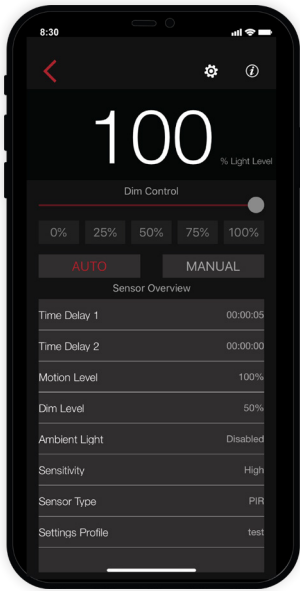 8:30
100
% Light Level
Dim Control
0% 25% 50% 75% 100%
AUTO MANUAL
Sensor Overview
Time Delay 1 00:00:05
Time Delay 2 00:00:00
Motion Level 100%
Dim Level 50%
Ambient Light Disabled
Sensitivity High
Sensor Type PIR
Settings Profile test